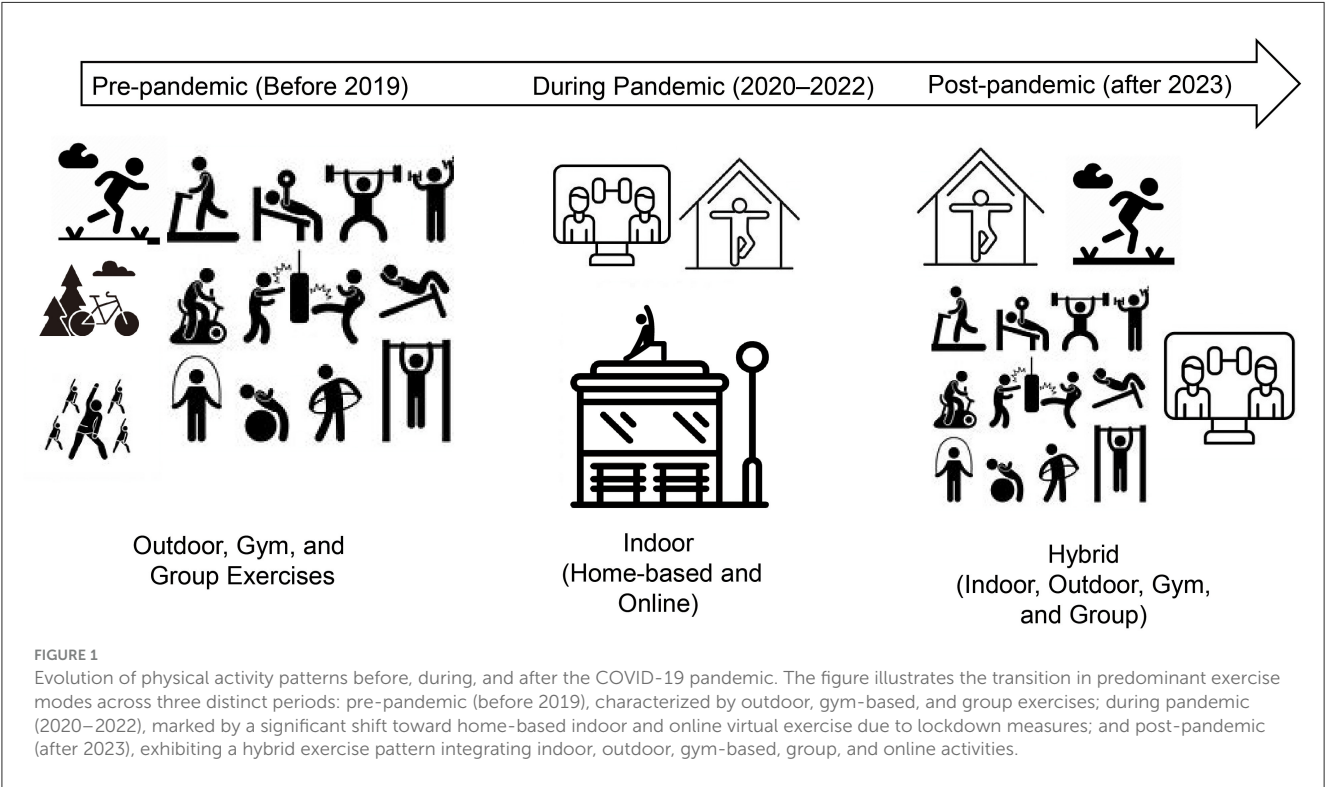 Pre-pandemic (Before 2019)
During Pandemic (2020–2022)
Post-pandemic (after 2023)
Outdoor, Gym, and
Group Exercises
Indoor
(Home-based and
Online)
Hybrid
(Indoor, Outdoor, Gym,
and Group)
FIGURE 1
Evolution of physical activity patterns before, during, and after the COVID-19 pandemic. The figure illustrates the transition in predominant exercise
modes across three distinct periods: pre-pandemic (before 2019), characterized by outdoor, gym-based, and group exercises; during pandemic
(2020–2022), marked by a significant shift toward home-based indoor and online virtual exercise due to lockdown measures; and post-pandemic
(after 2023), exhibiting a hybrid exercise pattern integrating indoor, outdoor, gym-based, group, and online activities.